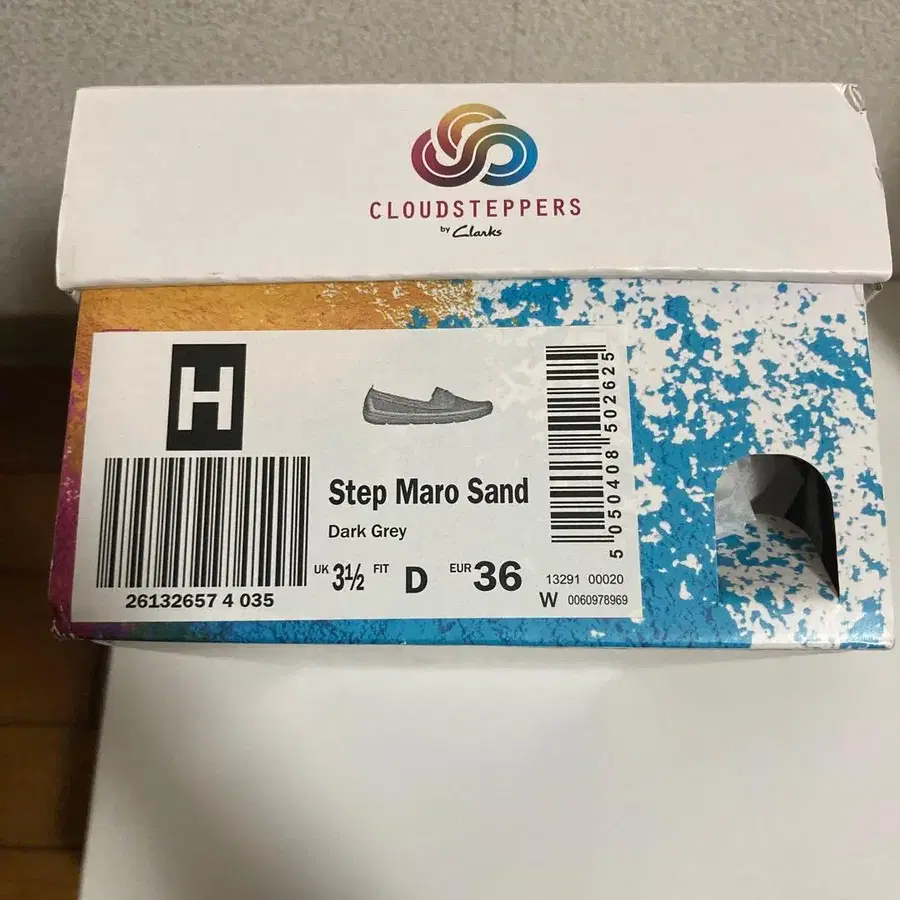 CLOUDSTEPPERS
by Clarks
H
Step Maro Sand
Dark Grey
UK 3½ FIT D EUR 36
26132657 4 035
5 050408 502625
13291 00020
W 0060978969